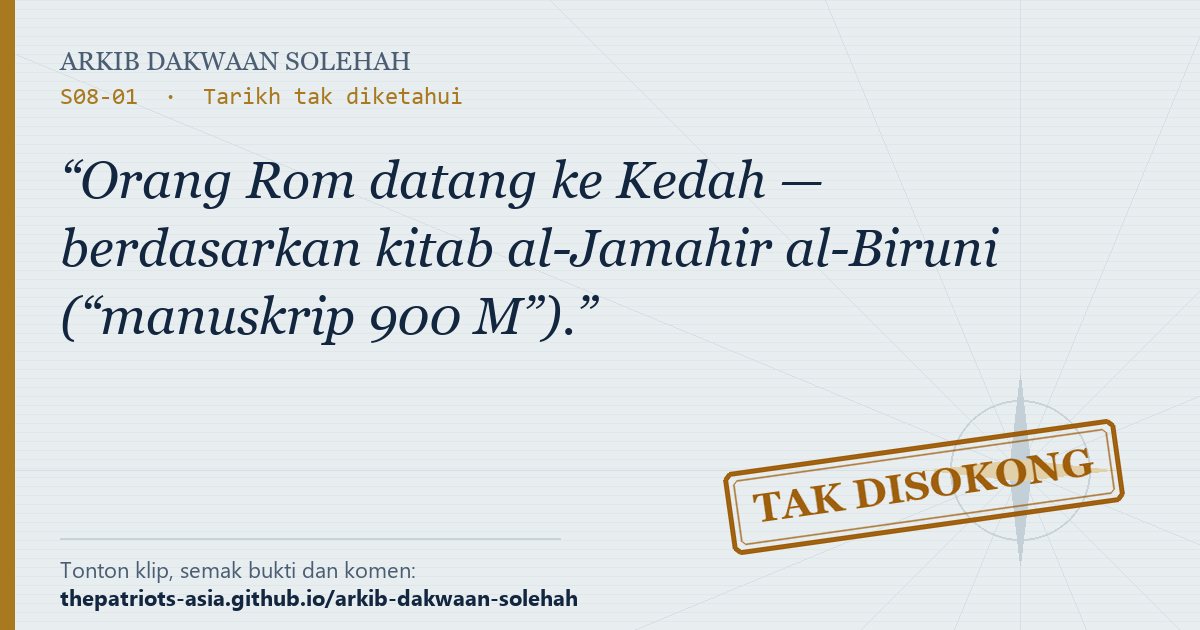 ARKIB DAKWAAN SOLEHAH
S08-01 · Tarikh tak diketahui
“Orang Rom datang ke Kedah —
berdasarkan kitab al-Jamahir al-Biruni
(“manuskrip 900 M”).”
TAK DISOKONG
Tonton klip, semak bukti dan komen:
thepatriots-asia.github.io/arkib-dakwaan-solehah